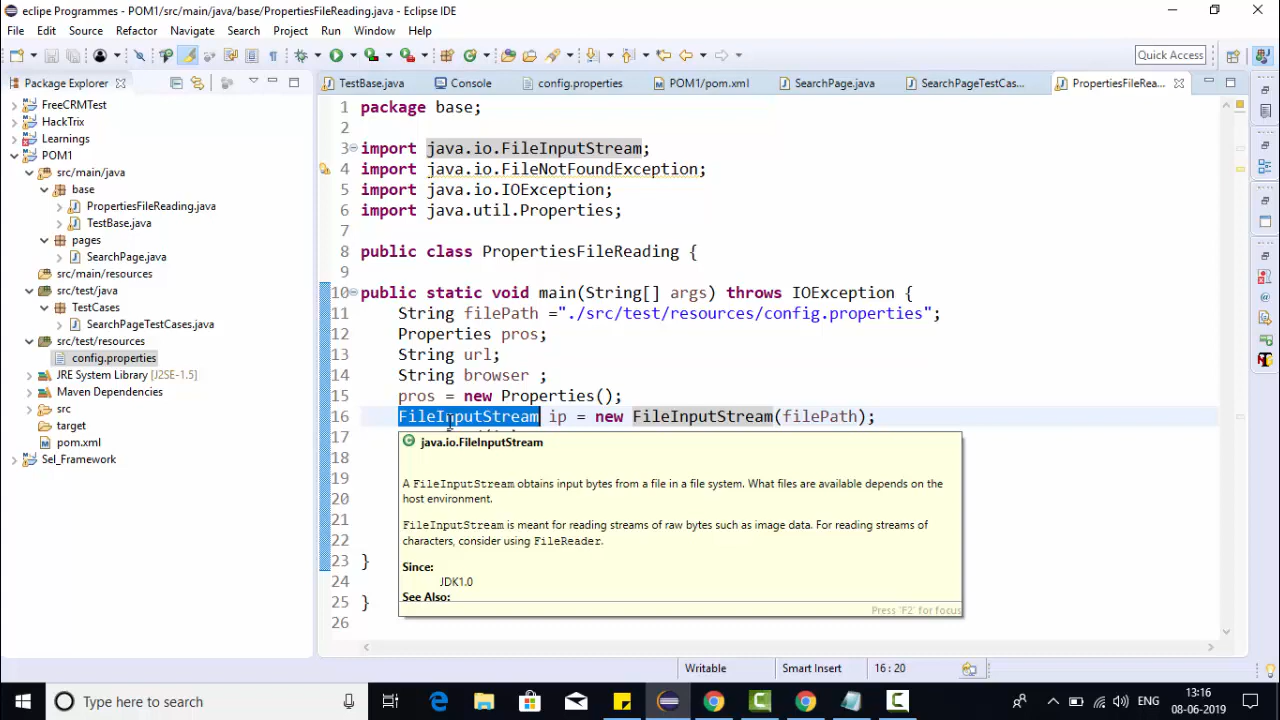 eclipe Programmes - POM1/src/main/java/base/PropertiesFileReading.java - Eclipse IDE
File Edit Source Refactor Navigate Search Project Run Window Help
Quick Access
Package Explorer
TestBase.java Console config.properties POM1/pom.xml SearchPage.java SearchPageTestCas... PropertiesFileRea...
FreeCRMTest
HackTrix
Learnings
POM1
src/main/java
base
PropertiesFileReading.java
TestBase.java
pages
SearchPage.java
src/main/resources
src/test/java
TestCases
SearchPageTestCases.java
src/test/resources
config.properties
JRE System Library [J2SE-1.5]
Maven Dependencies
src
target
pom.xml
Sel_Framework
1 package base;
2
3 import java.io.FileInputStream;
4 import java.io.FileNotFoundException;
5 import java.io.IOException;
6 import java.util.Properties;
7
8 public class PropertiesFileReading {
9
10 public static void main(String[] args) throws IOException {
11 String filePath ="./src/test/resources/config.properties";
12 Properties pros;
13 String url;
14 String browser ;
15 pros = new Properties();
16 FileInputStream ip = new FileInputStream(filePath);
17
18
19
20
21
22
23 }
24
25 }
26
java.io.FileInputStream
A FileInputStream obtains input bytes from a file in a file system. What files are available depends on the
host environment.
FileInputStream is meant for reading streams of raw bytes such as image data. For reading streams of
characters, consider using FileReader.
Since:
JDK1.0
See Also:
Press 'F2' for focus
Writable Smart Insert 16 : 20
Type here to search
ENG
13:16
08-06-2019